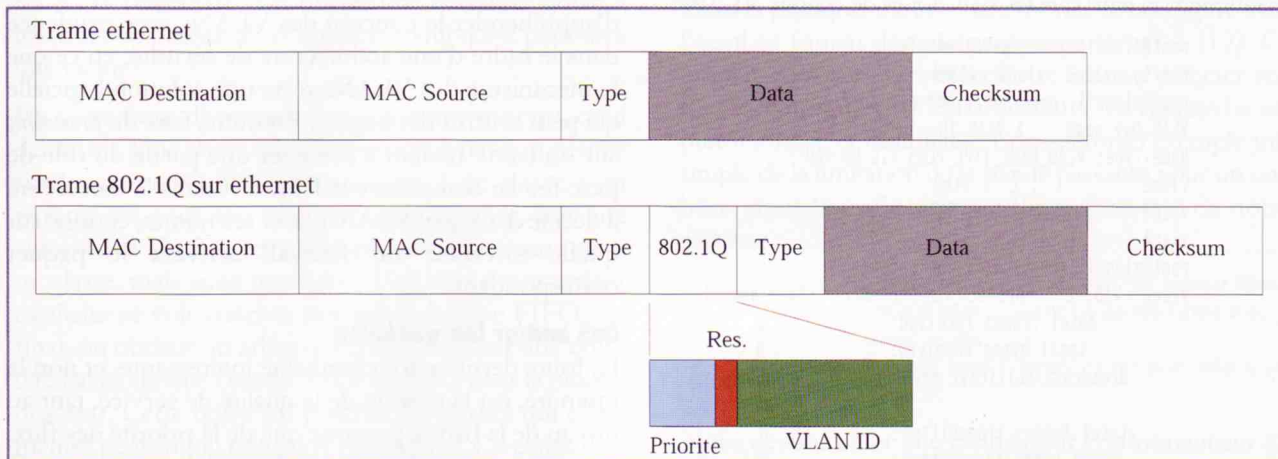 Trame ethernet
MAC Destination MAC Source Type Data Checksum
Trame 802.1Q sur ethernet
MAC Destination MAC Source Type 802.1Q Type Data Checksum
Res.
Priorite VLAN ID